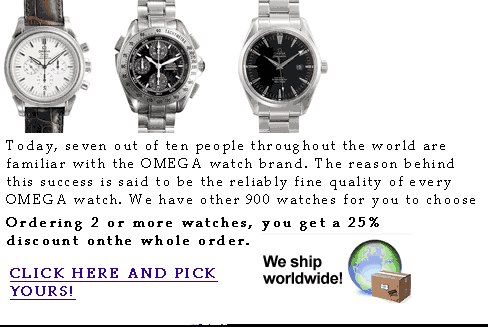 Today, seven out of ten people throughout the world are
familiar with the OMEGA watch brand. The reason behind
this success is said to be the reliably fine quality of every
OMEGA watch. We have other 900 watches for you to choose
Ordering 2 or more watches, you get a 25%
discount onthe whole order.
CLICK HERE AND PICK
YOURS!
We ship
worldwide!